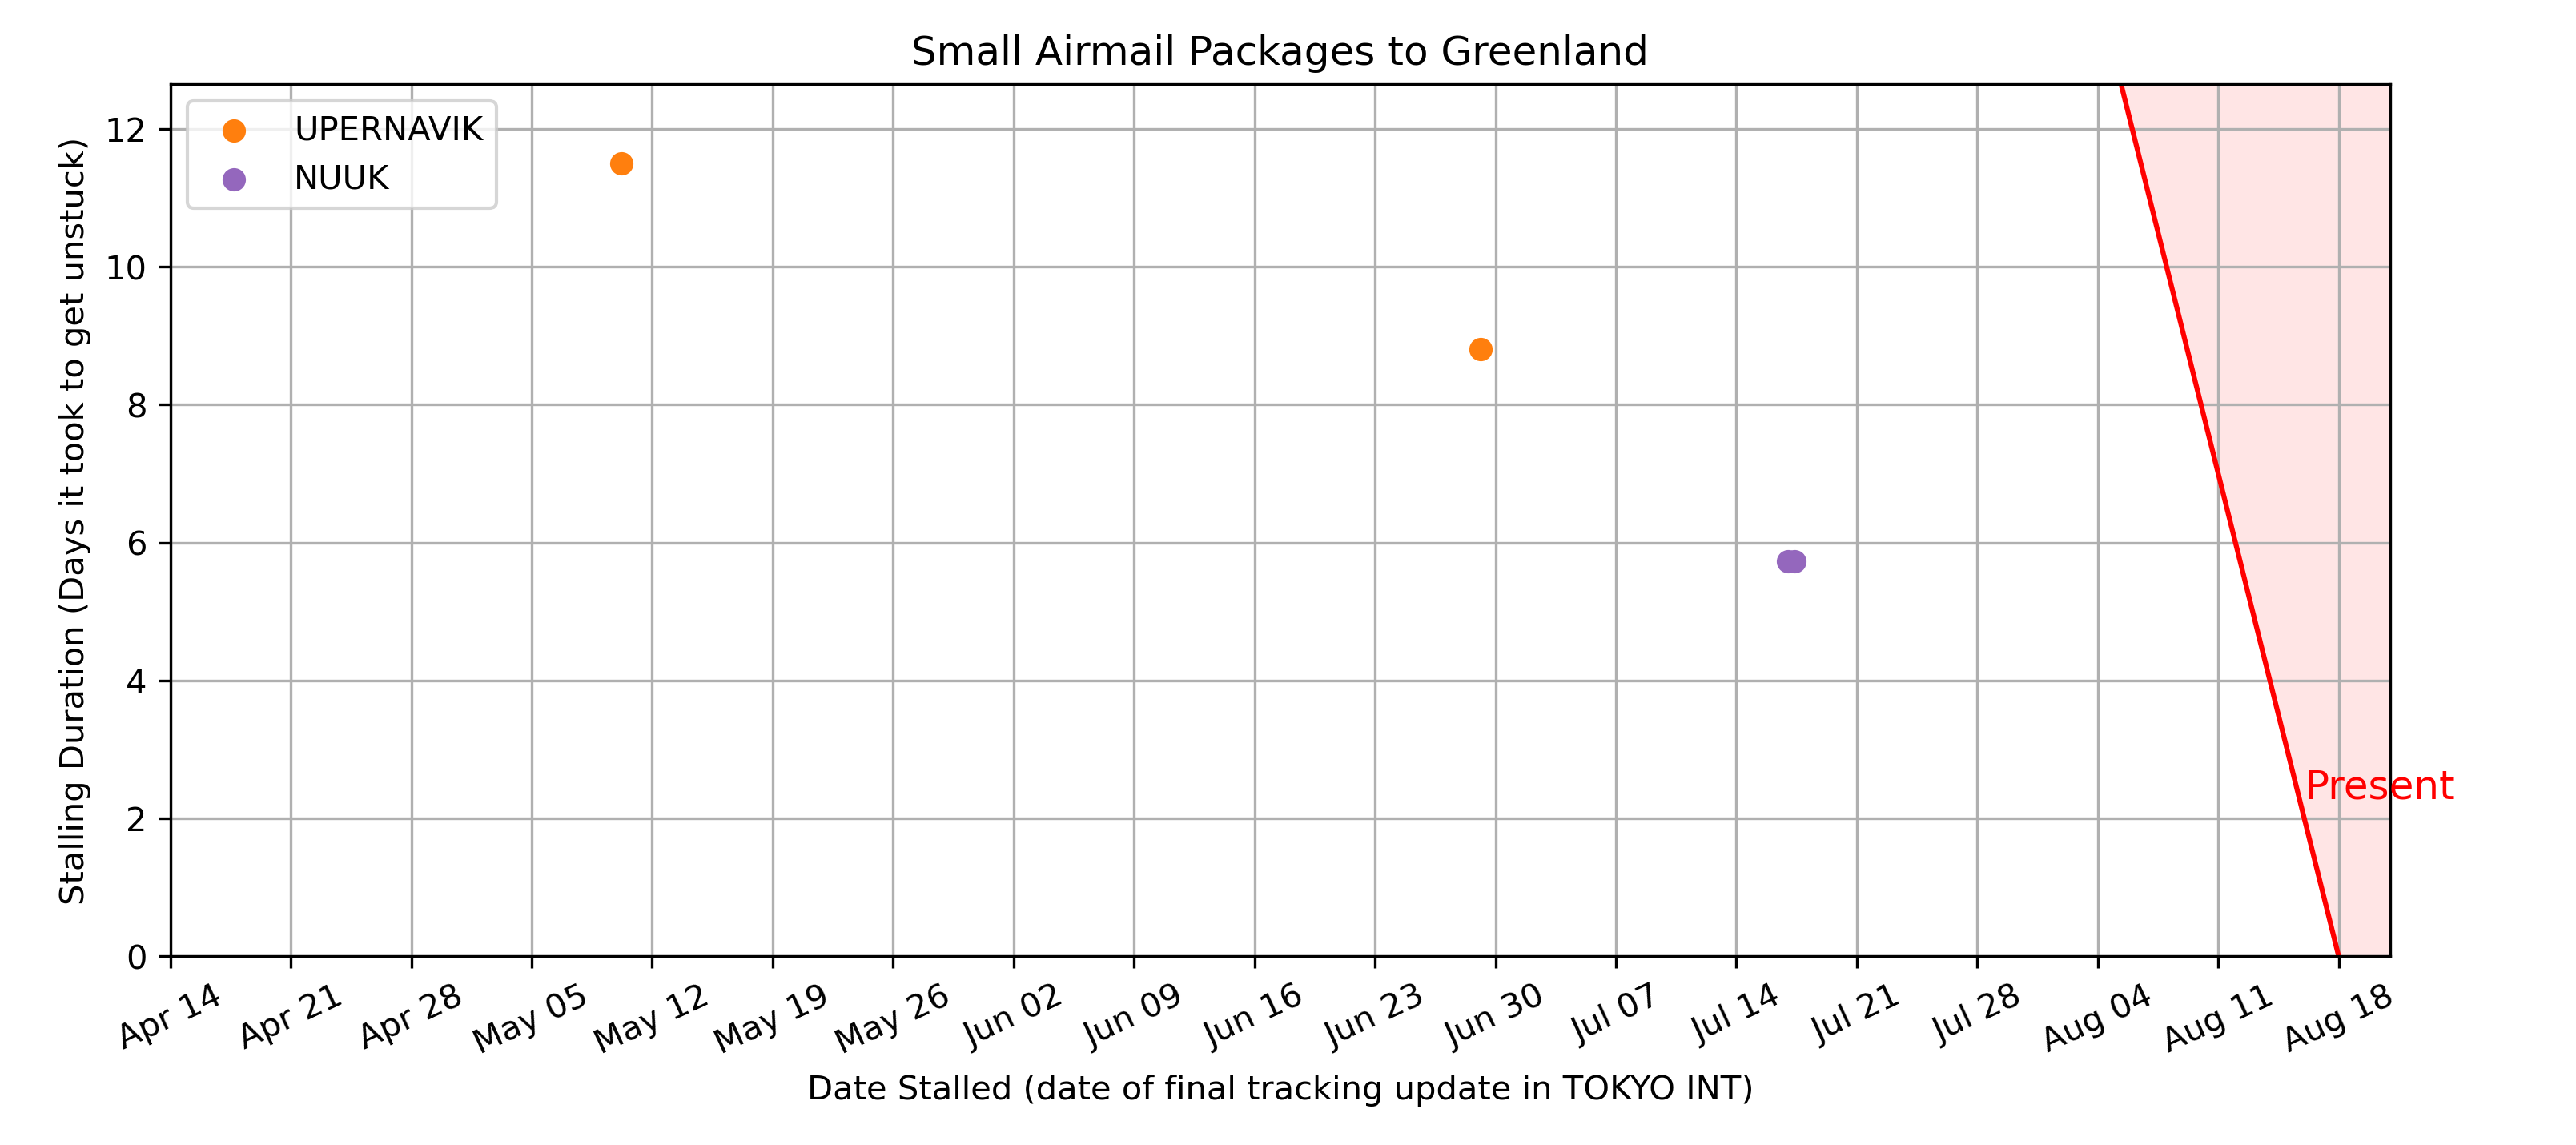 Small Airmail Packages to Greenland
UPERNAVIK
NUUK
Stalling Duration (Days it took to get unstuck)
12
10
8
6
4
2
0
Present
Apr 14
Apr 21
Apr 28
May 05
May 12
May 19
May 26
Jun 02
Jun 09
Jun 16
Jun 23
Jun 30
Jul 07
Jul 14
Jul 21
Jul 28
Aug 04
Aug 11
Aug 18
Date Stalled (date of final tracking update in TOKYO INT)